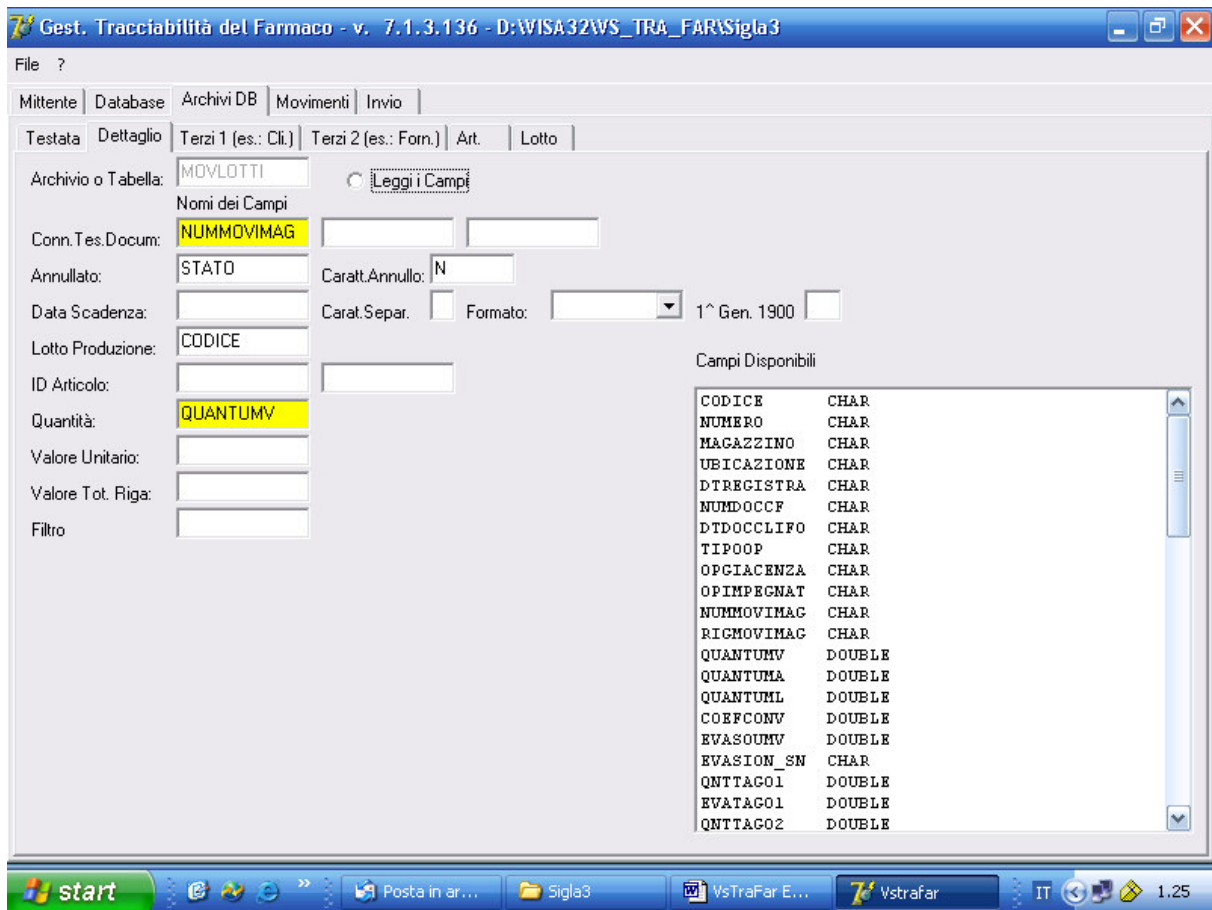 Gest. Tracciabilità del Farmaco - v. 7.1.3.136 - D:\VISA32\VS_TRA_FAR\Sigla3
File ?
Mittente Database Archivi DB Movimenti Invio
Testata Dettaglio Terzi 1 (es.: Cli.) Terzi 2 (es.: Forn.) Art. Lotto
Archivio o Tabella: MOVLOTTI Leggi i Campi
Nomi dei Campi
Conn.Tes.Docum: NUMMOVIMAG
Annullato: STATO Caratt.Annullo: N
Data Scadenza: Carat.Separ. Formato: 1^ Gen. 1900
Lotto Produzione: CODICE
Campi Disponibili
ID Articolo:
Quantità: QUANTUMV
Valore Unitario:
Valore Tot. Riga:
Filtro
CODICE CHAR
NUMERO CHAR
MAGAZZINO CHAR
UBICAZIONE CHAR
DTREGISTRA CHAR
NUMDOCCF CHAR
DTDOCCLIFO CHAR
TIPOOP CHAR
OPGIACENZA CHAR
OPIMPEGNAT CHAR
NUMMOVIMAG CHAR
RIGMOVIMAG CHAR
QUANTUMV DOUBLE
QUANTUMA DOUBLE
QUANTUML DOUBLE
COEFCONV DOUBLE
EVASOUMV DOUBLE
EVASION_SN CHAR
QNTTAGO1 DOUBLE
EVATAGO1 DOUBLE
QNTTAGO2 DOUBLE
start » Posta in ar... Sigla3 VsTraFar E... Vstrafar IT 1.25